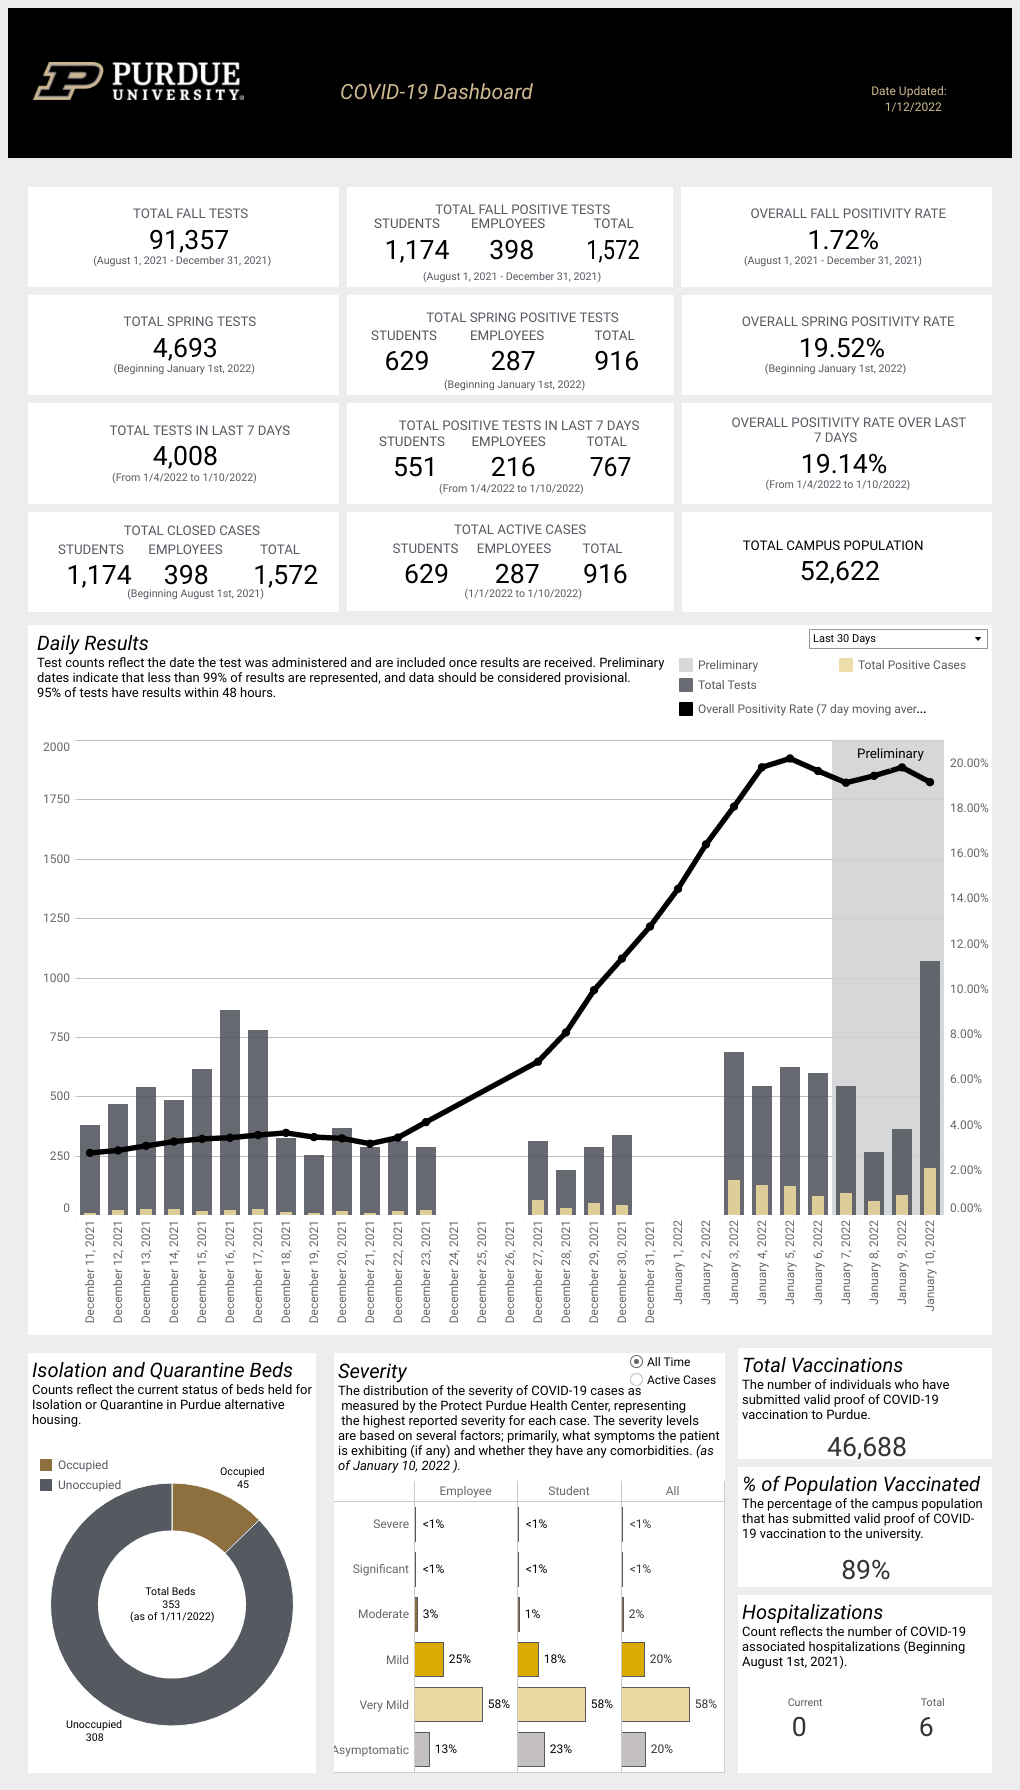 PURDUE
UNIVERSITY®
COVID-19 Dashboard
Date Updated:
1/12/2022
TOTAL FALL TESTS
91,357
(August 1, 2021 - December 31, 2021)
TOTAL FALL POSITIVE TESTS
STUDENTS EMPLOYEES TOTAL
1,174 398 1,572
(August 1, 2021 - December 31, 2021)
OVERALL FALL POSITIVITY RATE
1.72%
(August 1, 2021 - December 31, 2021)
TOTAL SPRING TESTS
4,693
(Beginning January 1st, 2022)
TOTAL SPRING POSITIVE TESTS
STUDENTS EMPLOYEES TOTAL
629 287 916
(Beginning January 1st, 2022)
OVERALL SPRING POSITIVITY RATE
19.52%
(Beginning January 1st, 2022)
TOTAL TESTS IN LAST 7 DAYS
4,008
(From 1/4/2022 to 1/10/2022)
TOTAL POSITIVE TESTS IN LAST 7 DAYS
STUDENTS EMPLOYEES TOTAL
551 216 767
(From 1/4/2022 to 1/10/2022)
OVERALL POSITIVITY RATE OVER LAST
7 DAYS
19.14%
(From 1/4/2022 to 1/10/2022)
TOTAL CLOSED CASES
STUDENTS EMPLOYEES TOTAL
1,174 398 1,572
(Beginning August 1st, 2021)
TOTAL ACTIVE CASES
STUDENTS EMPLOYEES TOTAL
629 287 916
(1/1/2022 to 1/10/2022)
TOTAL CAMPUS POPULATION
52,622
Daily Results
Test counts reflect the date the test was administered and are included once results are received. Preliminary
dates indicate that less than 99% of results are represented, and data should be considered provisional.
95% of tests have results within 48 hours.
Last 30 Days
Preliminary
Total Positive Cases
Total Tests
Overall Positivity Rate (7 day moving aver...
Preliminary
2000
1750
1500
1250
1000
750
500
250
0
20.00%
18.00%
16.00%
14.00%
12.00%
10.00%
8.00%
6.00%
4.00%
2.00%
0.00%
December 11, 2021
December 12, 2021
December 13, 2021
December 14, 2021
December 15, 2021
December 16, 2021
December 17, 2021
December 18, 2021
December 19, 2021
December 20, 2021
December 21, 2021
December 22, 2021
December 23, 2021
December 24, 2021
December 25, 2021
December 26, 2021
December 27, 2021
December 28, 2021
December 29, 2021
December 30, 2021
December 31, 2021
January 1, 2022
January 2, 2022
January 3, 2022
January 4, 2022
January 5, 2022
January 6, 2022
January 7, 2022
January 8, 2022
January 9, 2022
January 10, 2022
Isolation and Quarantine Beds
Counts reflect the current status of beds held for
Isolation or Quarantine in Purdue alternative
housing.
Occupied
Unoccupied
Occupied
45
Total Beds
353
(as of 1/11/2022)
Unoccupied
308
Severity
All Time
Active Cases
The distribution of the severity of COVID-19 cases as
measured by the Protect Purdue Health Center, representing
the highest reported severity for each case. The severity levels
are based on several factors; primarily, what symptoms the patient
is exhibiting (if any) and whether they have any comorbidities. (as
of January 10, 2022 ).
Employee Student All
Severe <1% <1% <1%
Significant <1% <1% <1%
Moderate 3% 1% 2%
Mild 25% 18% 20%
Very Mild 58% 58% 58%
Asymptomatic 13% 23% 20%
Total Vaccinations
The number of individuals who have
submitted valid proof of COVID-19
vaccination to Purdue.
46,688
% of Population Vaccinated
The percentage of the campus population
that has submitted valid proof of COVID-
19 vaccination to the university.
89%
Hospitalizations
Count reflects the number of COVID-19
associated hospitalizations (Beginning
August 1st, 2021).
Current Total
0 6